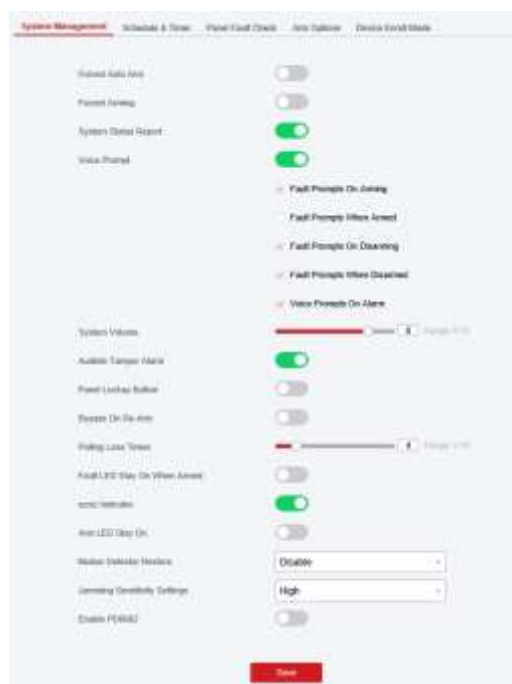 System Management Schedule & Timer Panel Fault Check Arm Options Device Enroll Mode
Forced Auto Arm
Forced Arming
System Status Report
Voice Prompt
Fault Prompts On Arming
Fault Prompts When Armed
Fault Prompts On Disarming
Fault Prompts When Disarmed
Voice Prompts On Alarm
System Volume
Audible Tamper Alarm
Panel Lockup Button
Bypass On Re-Arm
Polling Loss Times
Fault LED Stay On When Armed
Arm LED Stay On
Motion Detector Restore Disable
Jamming Sensitivity Settings High
Enable
Save